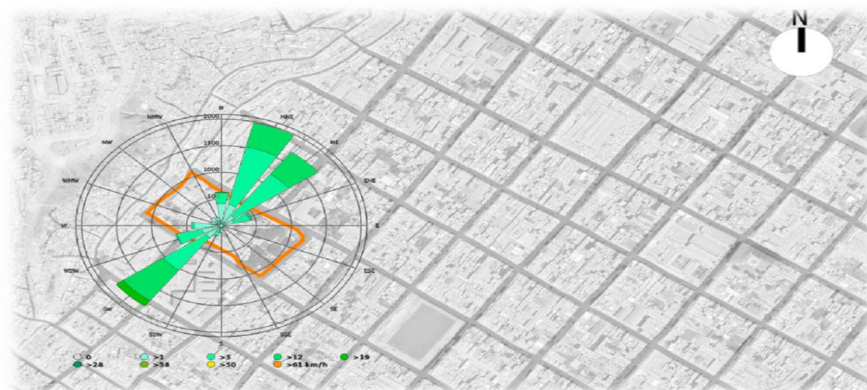 N
N
2000
NNW
NNE
1500
NW
NE
1000
WNW
ENE
500
W
E
WSW
ESE
SW
SE
SSW
SSE
S
0 >1 >5 >12 >19
>28 >38 >50 >61 km/h